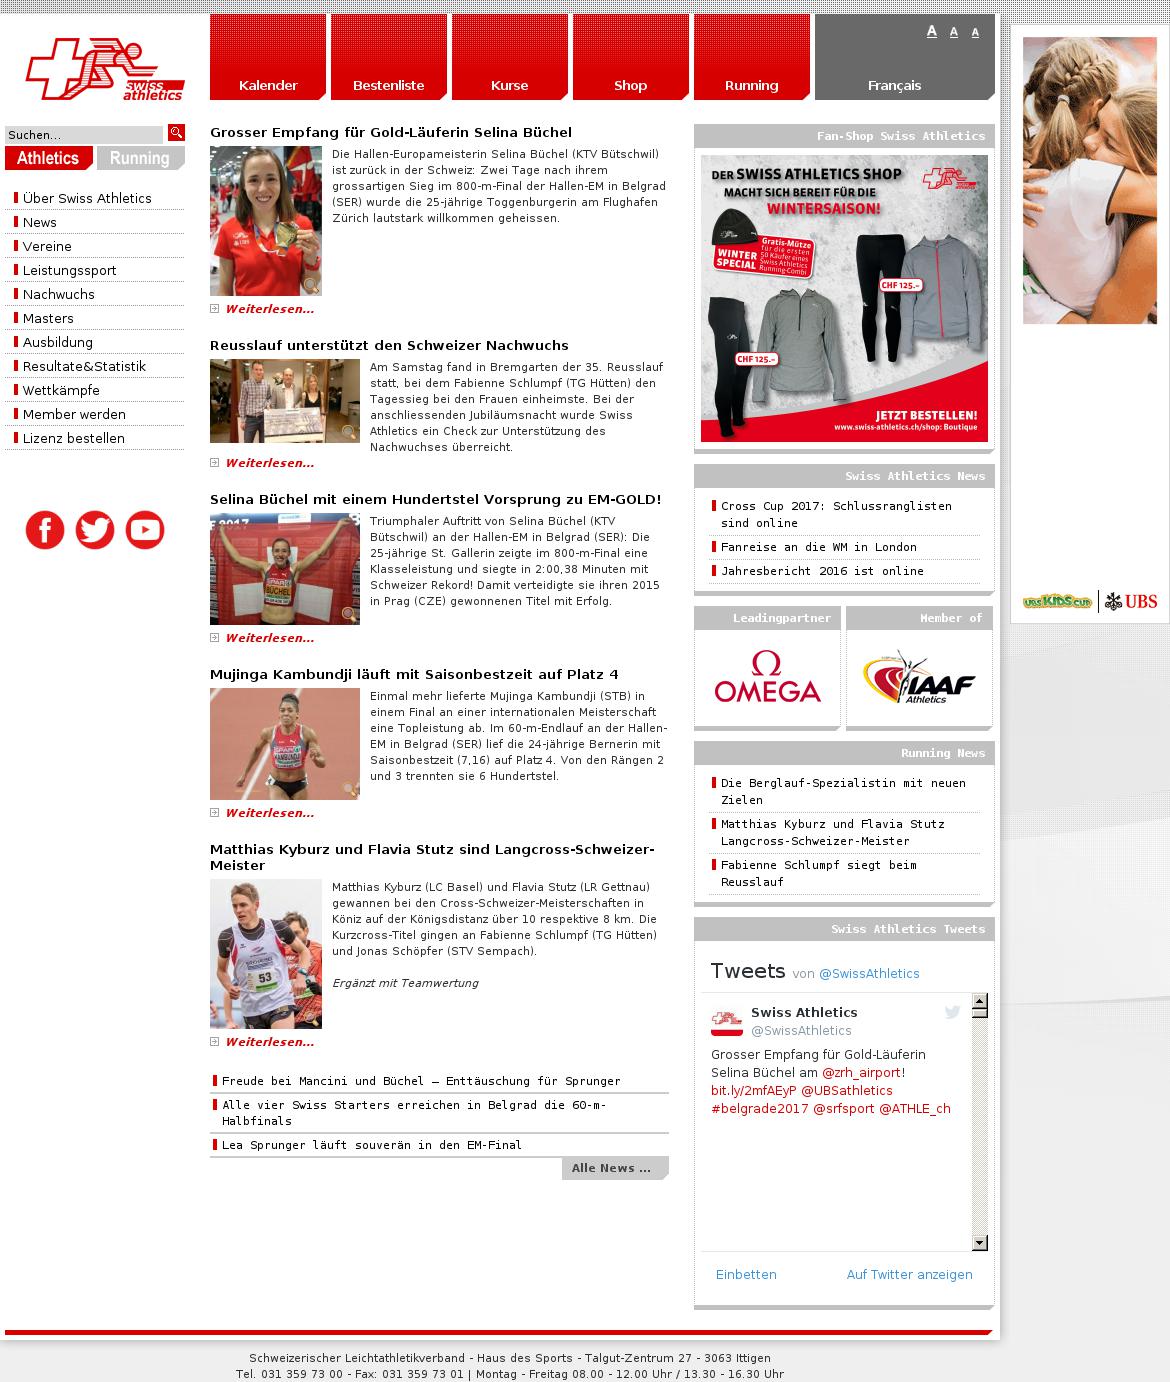 swiss
athletics
Kalender
Bestenliste
Kurse
Shop
Running
A A A
Français
Suchen...
Athletics
Running
Über Swiss Athletics
News
Vereine
Leistungssport
Nachwuchs
Masters
Ausbildung
Resultate&Statistik
Wettkämpfe
Member werden
Lizenz bestellen
Grosser Empfang für Gold-Läuferin Selina Büchel
Die Hallen-Europameisterin Selina Büchel (KTV Bütschwil)
ist zurück in der Schweiz: Zwei Tage nach ihrem
grossartigen Sieg im 800-m-Final der Hallen-EM in Belgrad
(SER) wurde die 25-jährige Toggenburgerin am Flughafen
Zürich lautstark willkommen geheissen.
Weiterlesen...
Reusslauf unterstützt den Schweizer Nachwuchs
Am Samstag fand in Bremgarten der 35. Reusslauf
statt, bei dem Fabienne Schlumpf (TG Hütten) den
Tagessieg bei den Frauen einheimste. Bei der
anschliessenden Jubiläumsnacht wurde Swiss
Athletics ein Check zur Unterstützung des
Nachwuchses überreicht.
Weiterlesen...
Selina Büchel mit einem Hundertstel Vorsprung zu EM-GOLD!
2017
BÜCHEL
Triumphaler Auftritt von Selina Büchel (KTV
Bütschwil) an der Hallen-EM in Belgrad (SER): Die
25-jährige St. Gallerin zeigte im 800-m-Final eine
Klasseleistung und siegte in 2:00,38 Minuten mit
Schweizer Rekord! Damit verteidigte sie ihren 2015
in Prag (CZE) gewonnenen Titel mit Erfolg.
Weiterlesen...
Mujinga Kambundji läuft mit Saisonbestzeit auf Platz 4
KAMBUNDJI
Einmal mehr lieferte Mujinga Kambundji (STB) in
einem Final an einer internationalen Meisterschaft
eine Topleistung ab. Im 60-m-Endlauf an der Hallen-
EM in Belgrad (SER) lief die 24-jährige Bernerin mit
Saisonbestzeit (7,16) auf Platz 4. Von den Rängen 2
und 3 trennten sie 6 Hundertstel.
Weiterlesen...
Matthias Kyburz und Flavia Stutz sind Langcross-Schweizer-
Meister
53
Matthias Kyburz (LC Basel) und Flavia Stutz (LR Gettnau)
gewannen bei den Cross-Schweizer-Meisterschaften in
Köniz auf der Königsdistanz über 10 respektive 8 km. Die
Kurzcross-Titel gingen an Fabienne Schlumpf (TG Hütten)
und Jonas Schöpfer (STV Sempach).
Ergänzt mit Teamwertung
Weiterlesen...
Freude bei Mancini und Büchel – Enttäuschung für Sprunger
Alle vier Swiss Starters erreichen in Belgrad die 60-m-
Halbfinals
Lea Sprunger läuft souverän in den EM-Final
Alle News ...
Fan-Shop Swiss Athletics
DER SWISS ATHLETICS SHOP
MACHT SICH BEREIT FÜR DIE
WINTERSAISON!
WINTER
SPECIAL
Gratis-Mütze
für die ersten
50 Käufer eines
Swiss Athletics
Running-Combi
CHF 125.–
CHF 125.–
JETZT BESTELLEN!
www.swiss-athletics.ch/shop: Boutique
Swiss Athletics News
Cross Cup 2017: Schlussranglisten
sind online
Fanreise an die WM in London
Jahresbericht 2016 ist online
Leadingpartner
Ω
OMEGA
Member of
IAAF
Athletics
Running News
Die Berglauf-Spezialistin mit neuen
Zielen
Matthias Kyburz und Flavia Stutz
Langcross-Schweizer-Meister
Fabienne Schlumpf siegt beim
Reusslauf
Swiss Athletics Tweets
Tweets von @SwissAthletics
Swiss Athletics
@SwissAthletics
Grosser Empfang für Gold-Läuferin
Selina Büchel am @zrh_airport!
bit.ly/2mfAEyP @UBSathletics
#belgrade2017 @srfsport @ATHLE_ch
Einbetten
Auf Twitter anzeigen
UBS KIDS CUP
UBS
Schweizerischer Leichtathletikverband - Haus des Sports - Talgut-Zentrum 27 - 3063 Ittigen
Tel. 031 359 73 00 - Fax: 031 359 73 01 | Montag - Freitag 08.00 - 12.00 Uhr / 13.30 - 16.30 Uhr